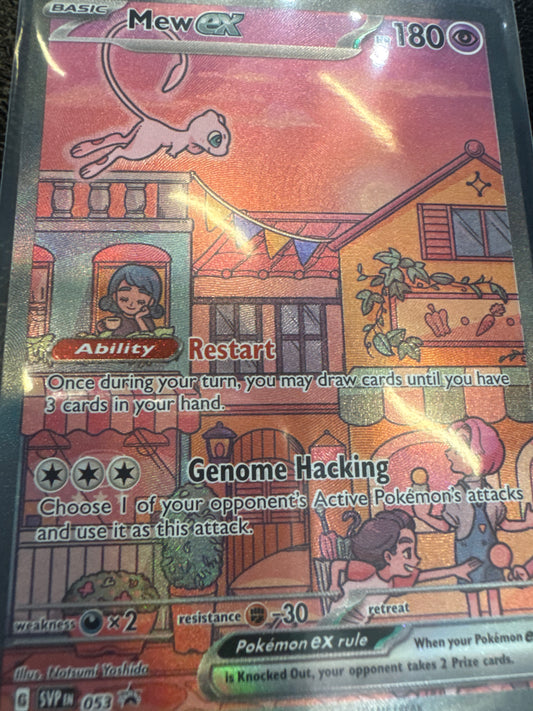 BASIC
Mew ex HP 180
Ability Restart
Once during your turn, you may draw cards until you have
3 cards in your hand.
Genome Hacking
Choose 1 of your opponent's Active Pokémon's attacks
and use it as this attack.
weakness ×2 resistance -30 retreat
Pokémon ex rule When your Pokémon e
is Knocked Out, your opponent takes 2 Prize cards.
Illus. Natsumi Yoshida
G SVP EN 053